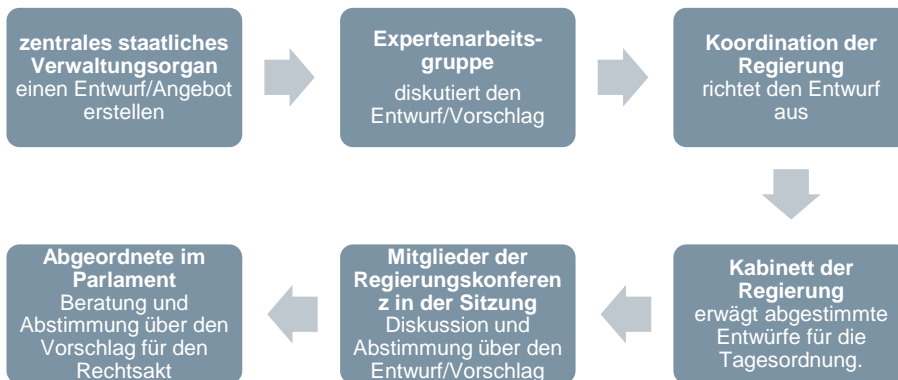 zentrales staatliches
Verwaltungsorgan
einen Entwurf/Angebot
erstellen
Expertenarbeits-
gruppe
diskutiert den
Entwurf/Vorschlag
Koordination der
Regierung
richtet den Entwurf
aus
Kabinett der
Regierung
erwägt abgestimmte
Entwürfe für die
Tagesordnung.
Mitglieder der
Regierungskonferen
z in der Sitzung
Diskussion und
Abstimmung über den
Entwurf/Vorschlag
Abgeordnete im
Parlament
Beratung und
Abstimmung über den
Vorschlag für den
Rechtsakt